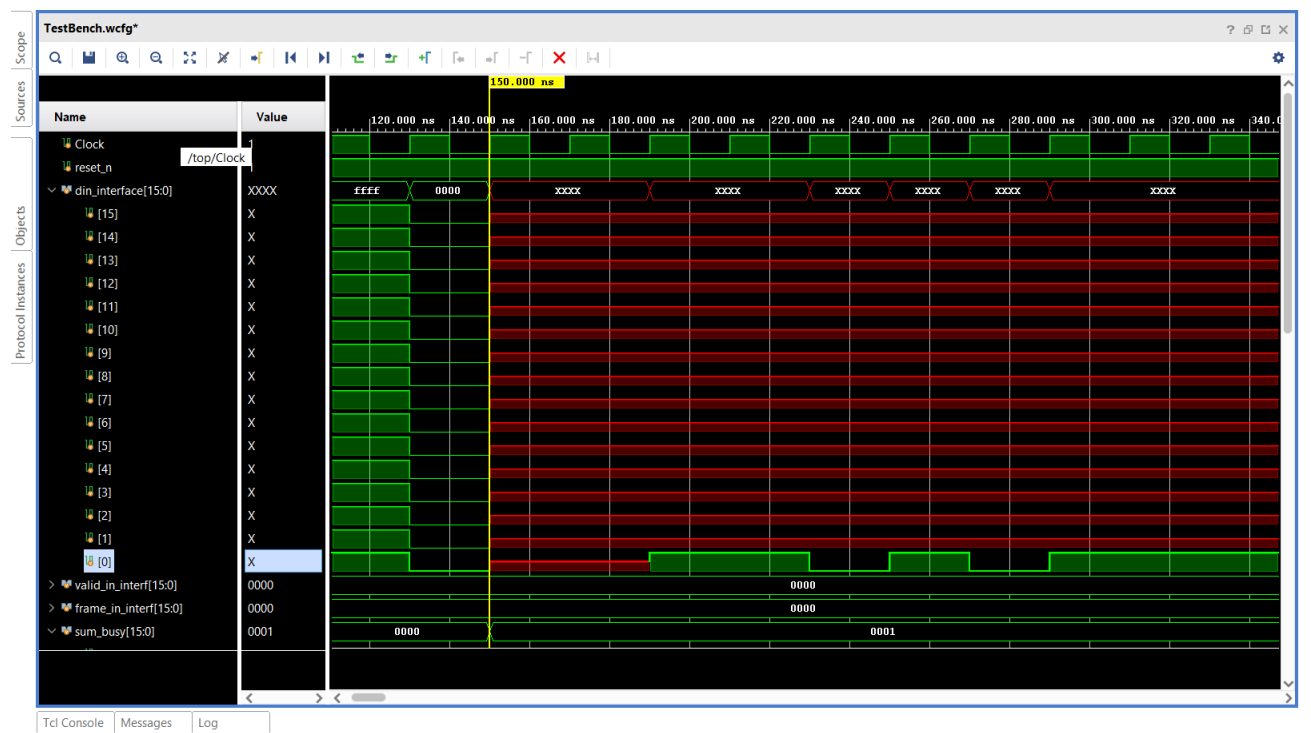 TestBench.wcfg*
Scope
Sources
Objects
Protocol Instances
150.000 ns
Name Value
120.000 ns 140.000 ns 160.000 ns 180.000 ns 200.000 ns 220.000 ns 240.000 ns 260.000 ns 280.000 ns 300.000 ns 320.000 ns 340.0
Clock 1
/top/Clock
reset_n
din_interface[15:0] XXXX ffff 0000 XXXX XXXX XXXX XXXX XXXX XXXX
[15] X
[14] X
[13] X
[12] X
[11] X
[10] X
[9] X
[8] X
[7] X
[6] X
[5] X
[4] X
[3] X
[2] X
[1] X
[0] X
valid_in_interf[15:0] 0000 0000
frame_in_interf[15:0] 0000 0000
sum_busy[15:0] 0001 0000 0001
Tcl Console Messages Log